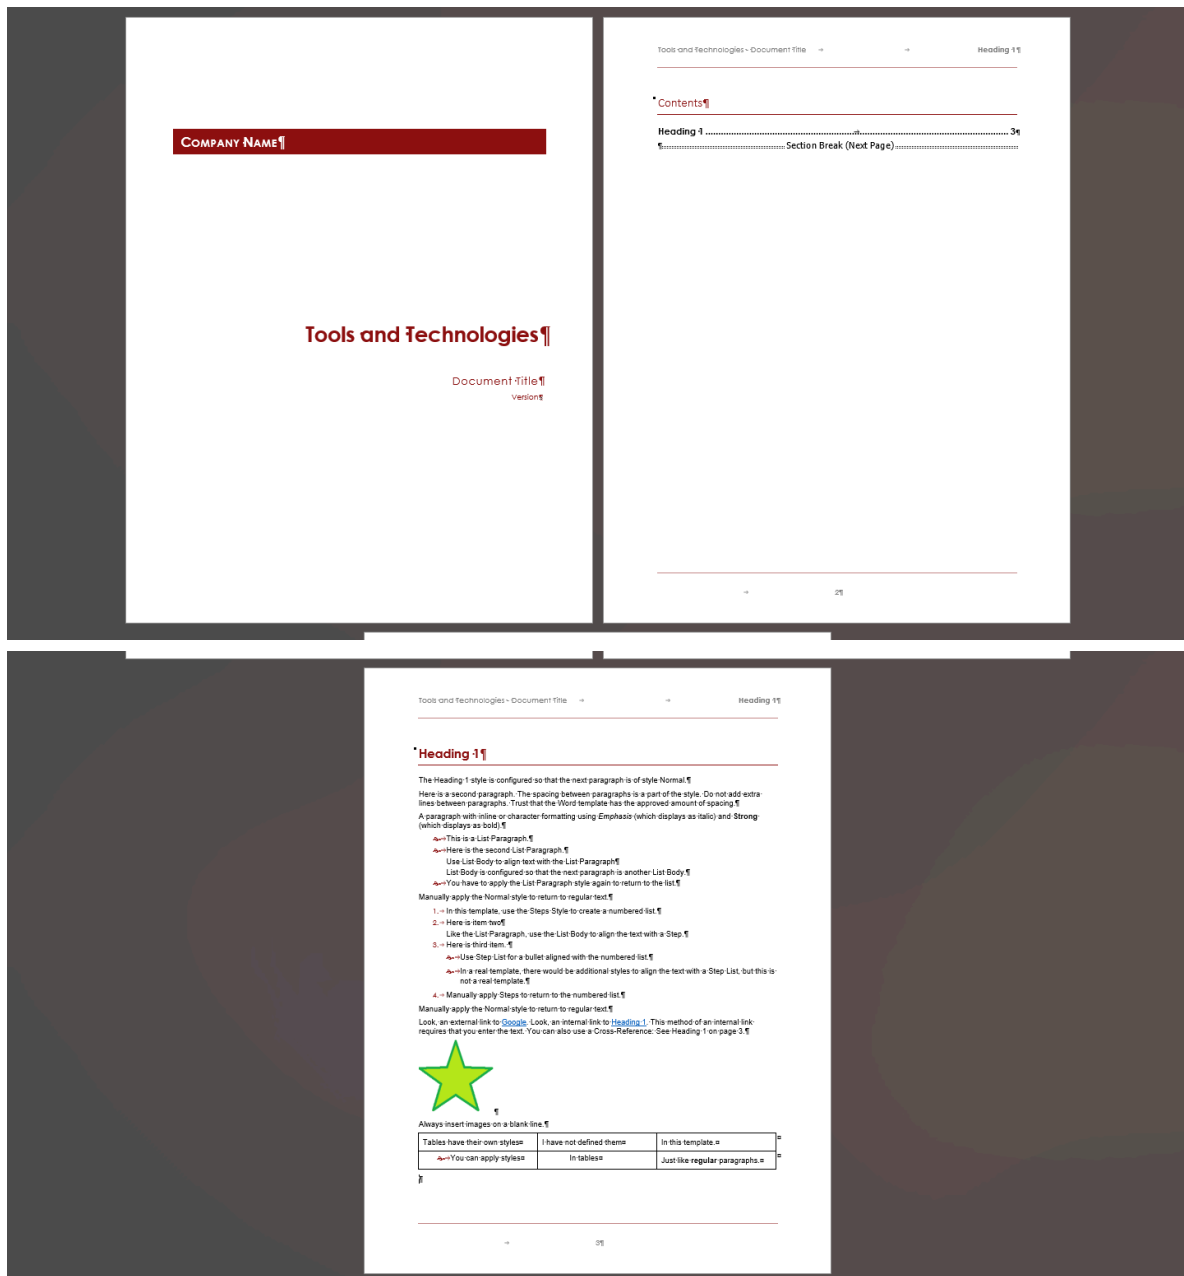 Company Name¶
Tools and Technologies¶
Document Title¶
Version¶
Tools and Technologies - Document Title → → Heading 1¶
Contents¶
Heading 1 → 3¶
¶ Section Break (Next Page)
→ 2¶
Tools and Technologies - Document Title → → Heading 1¶
Heading 1¶
The Heading 1 style is configured so that the next paragraph is of style Normal.¶
Here is a second paragraph. The spacing between paragraphs is a part of the style. Do not add extra
lines between paragraphs. Trust that the Word template has the approved amount of spacing.¶
A paragraph with inline or character formatting using Emphasis (which displays as italic) and Strong
(which displays as bold).¶
→This is a List Paragraph.¶
→Here is the second List Paragraph.¶
Use List Body to align text with the List Paragraph¶
List Body is configured so that the next paragraph is another List Body.¶
→You have to apply the List Paragraph style again to return to the list.¶
Manually apply the Normal style to return to regular text.¶
1.→In this template, use the Steps Style to create a numbered list.¶
2.→Here is item two¶
Like the List Paragraph, use the List Body to align the text with a Step.¶
3.→Here is third item. ¶
→Use Step List for a bullet aligned with the numbered list.¶
→In a real template, there would be additional styles to align the text with a Step List, but this is
not a real template.¶
4.→Manually apply Steps to return to the numbered list.¶
Manually apply the Normal style to return to regular text.¶
Look, an external link to Google. Look, an internal link to Heading 1. This method of an internal link
requires that you enter the text. You can also use a Cross-Reference: See Heading 1 on page 3.¶
¶
Always insert images on a blank line.¶
Tables have their own styles¤ I have not defined them¤ In this template.¤ ¤
→You can apply styles¤ In tables¤ Just like regular paragraphs.¤ ¤
¶
→ 3¶